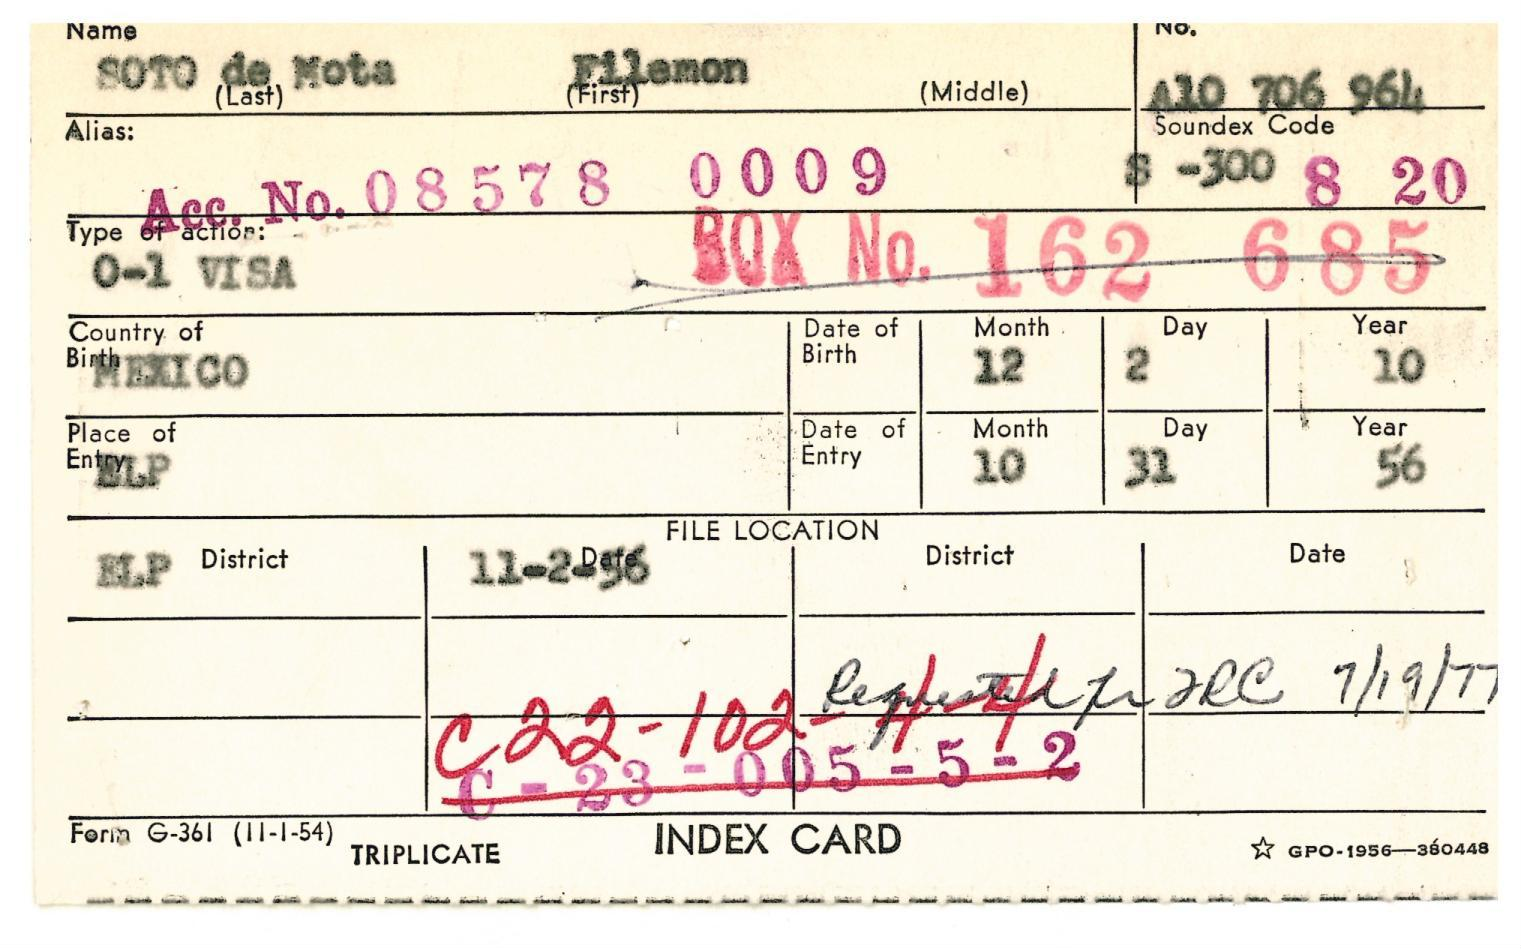 Name No.
SOTO de Mota Filemon A10 706 964
(Last) (First) (Middle)
Alias: Soundex Code
S -300 8 20
Acc. No. 08578 0009
Type of action:
O-1 VISA BOX No. 162 685
Country of Birth Date of Birth Month Day Year
MEXICO 12 2 10
Place of Entry Date of Entry Month Day Year
ELP 10 31 56
FILE LOCATION
District Date District Date
ELP 11-2-56
Requested for 2RC 7/19/77
C 22-102-4-4
C-23-005-5-2
Form G-361 (11-1-54) TRIPLICATE INDEX CARD ☆ GPO-1956—380448